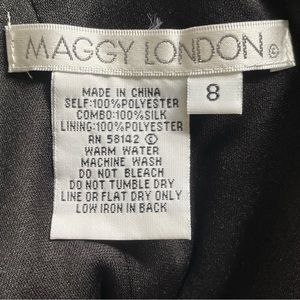 MAGGY LONDON©
8
MADE IN CHINA
SELF:100%POLYESTER
COMBO:100%SILK
LINING:100%POLYESTER
RN 58142 ©
WARM WATER
MACHINE WASH
DO NOT BLEACH
DO NOT TUMBLE DRY
LINE OR FLAT DRY ONLY
LOW IRON IN BACK